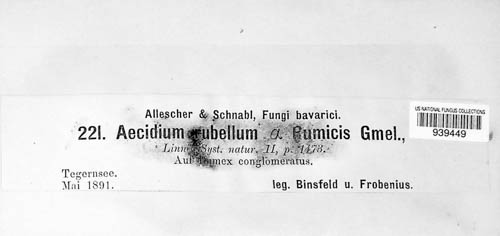 Allescher & Schnabl, Fungi bavarici.
US NATIONAL FUNGUS COLLECTIONS
939449
221. Aecidium rubellum Rumicis Gmel.,
Syst. natur. II, p. 1473.
Auf Rumex conglomeratus.
Tegernsee.
Mai 1891.
leg. Binsfeld u. Frobenius.